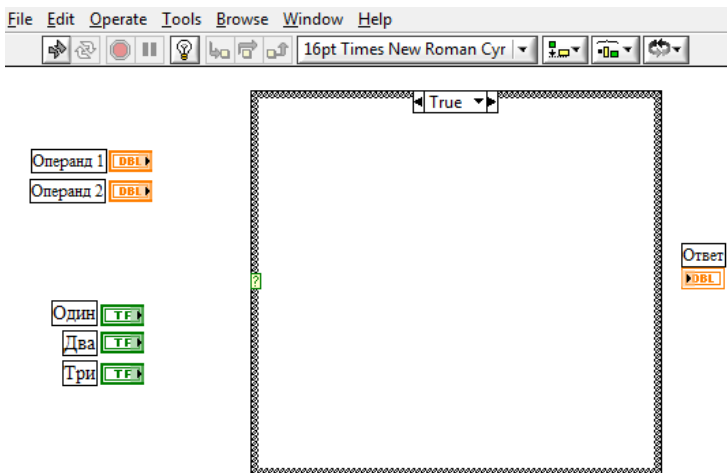 File Edit Operate Tools Browse Window Help
16pt Times New Roman Cyr
True
Операнд 1 DBL
Операнд 2 DBL
Ответ
DBL
?
Один TF
Два TF
Три TF